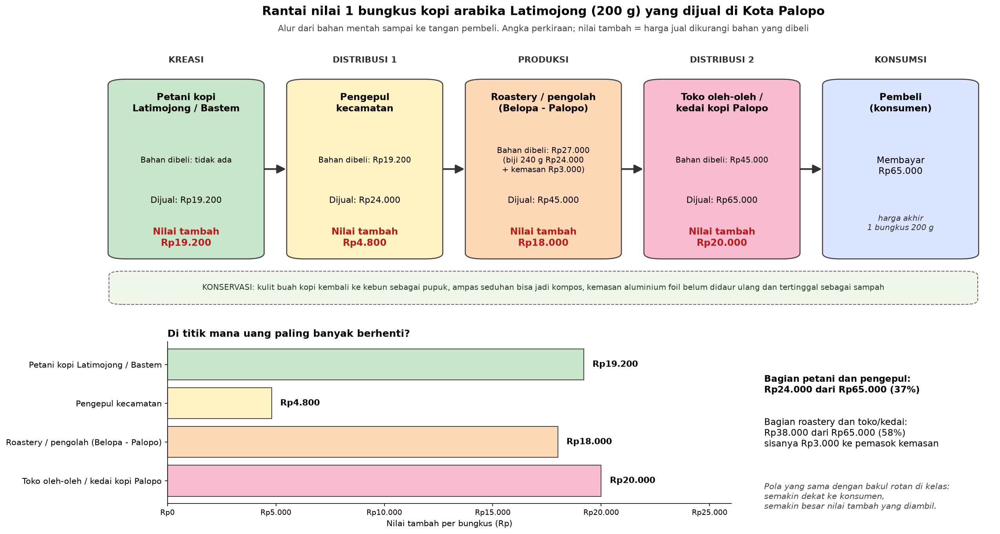 Rantai nilai 1 bungkus kopi arabika Latimojong (200 g) yang dijual di Kota Palopo
Alur dari bahan mentah sampai ke tangan pembeli. Angka perkiraan; nilai tambah = harga jual dikurangi bahan yang dibeli
KREASI
Petani kopi
Latimojong / Bastem
Bahan dibeli: tidak ada
Dijual: Rp19.200
Nilai tambah
Rp19.200
DISTRIBUSI 1
Pengepul
kecamatan
Bahan dibeli: Rp19.200
Dijual: Rp24.000
Nilai tambah
Rp4.800
PRODUKSI
Roastery / pengolah
(Belopa - Palopo)
Bahan dibeli: Rp27.000
(biji 240 g Rp24.000
+ kemasan Rp3.000)
Dijual: Rp45.000
Nilai tambah
Rp18.000
DISTRIBUSI 2
Toko oleh-oleh /
kedai kopi Palopo
Bahan dibeli: Rp45.000
Dijual: Rp65.000
Nilai tambah
Rp20.000
KONSUMSI
Pembeli
(konsumen)
Membayar
Rp65.000
harga akhir
1 bungkus 200 g
KONSERVASI: kulit buah kopi kembali ke kebun sebagai pupuk, ampas seduhan bisa jadi kompos, kemasan aluminium foil belum didaur ulang dan tertinggal sebagai sampah
Di titik mana uang paling banyak berhenti?
Petani kopi Latimojong / Bastem
Rp19.200
Pengepul kecamatan
Rp4.800
Roastery / pengolah (Belopa - Palopo)
Rp18.000
Toko oleh-oleh / kedai kopi Palopo
Rp20.000
Rp0
Rp5.000
Rp10.000
Rp15.000
Rp20.000
Rp25.000
Nilai tambah per bungkus (Rp)
Bagian petani dan pengepul:
Rp24.000 dari Rp65.000 (37%)
Bagian roastery dan toko/kedai:
Rp38.000 dari Rp65.000 (58%)
sisanya Rp3.000 ke pemasok kemasan
Pola yang sama dengan bakul rotan di kelas:
semakin dekat ke konsumen,
semakin besar nilai tambah yang diambil.